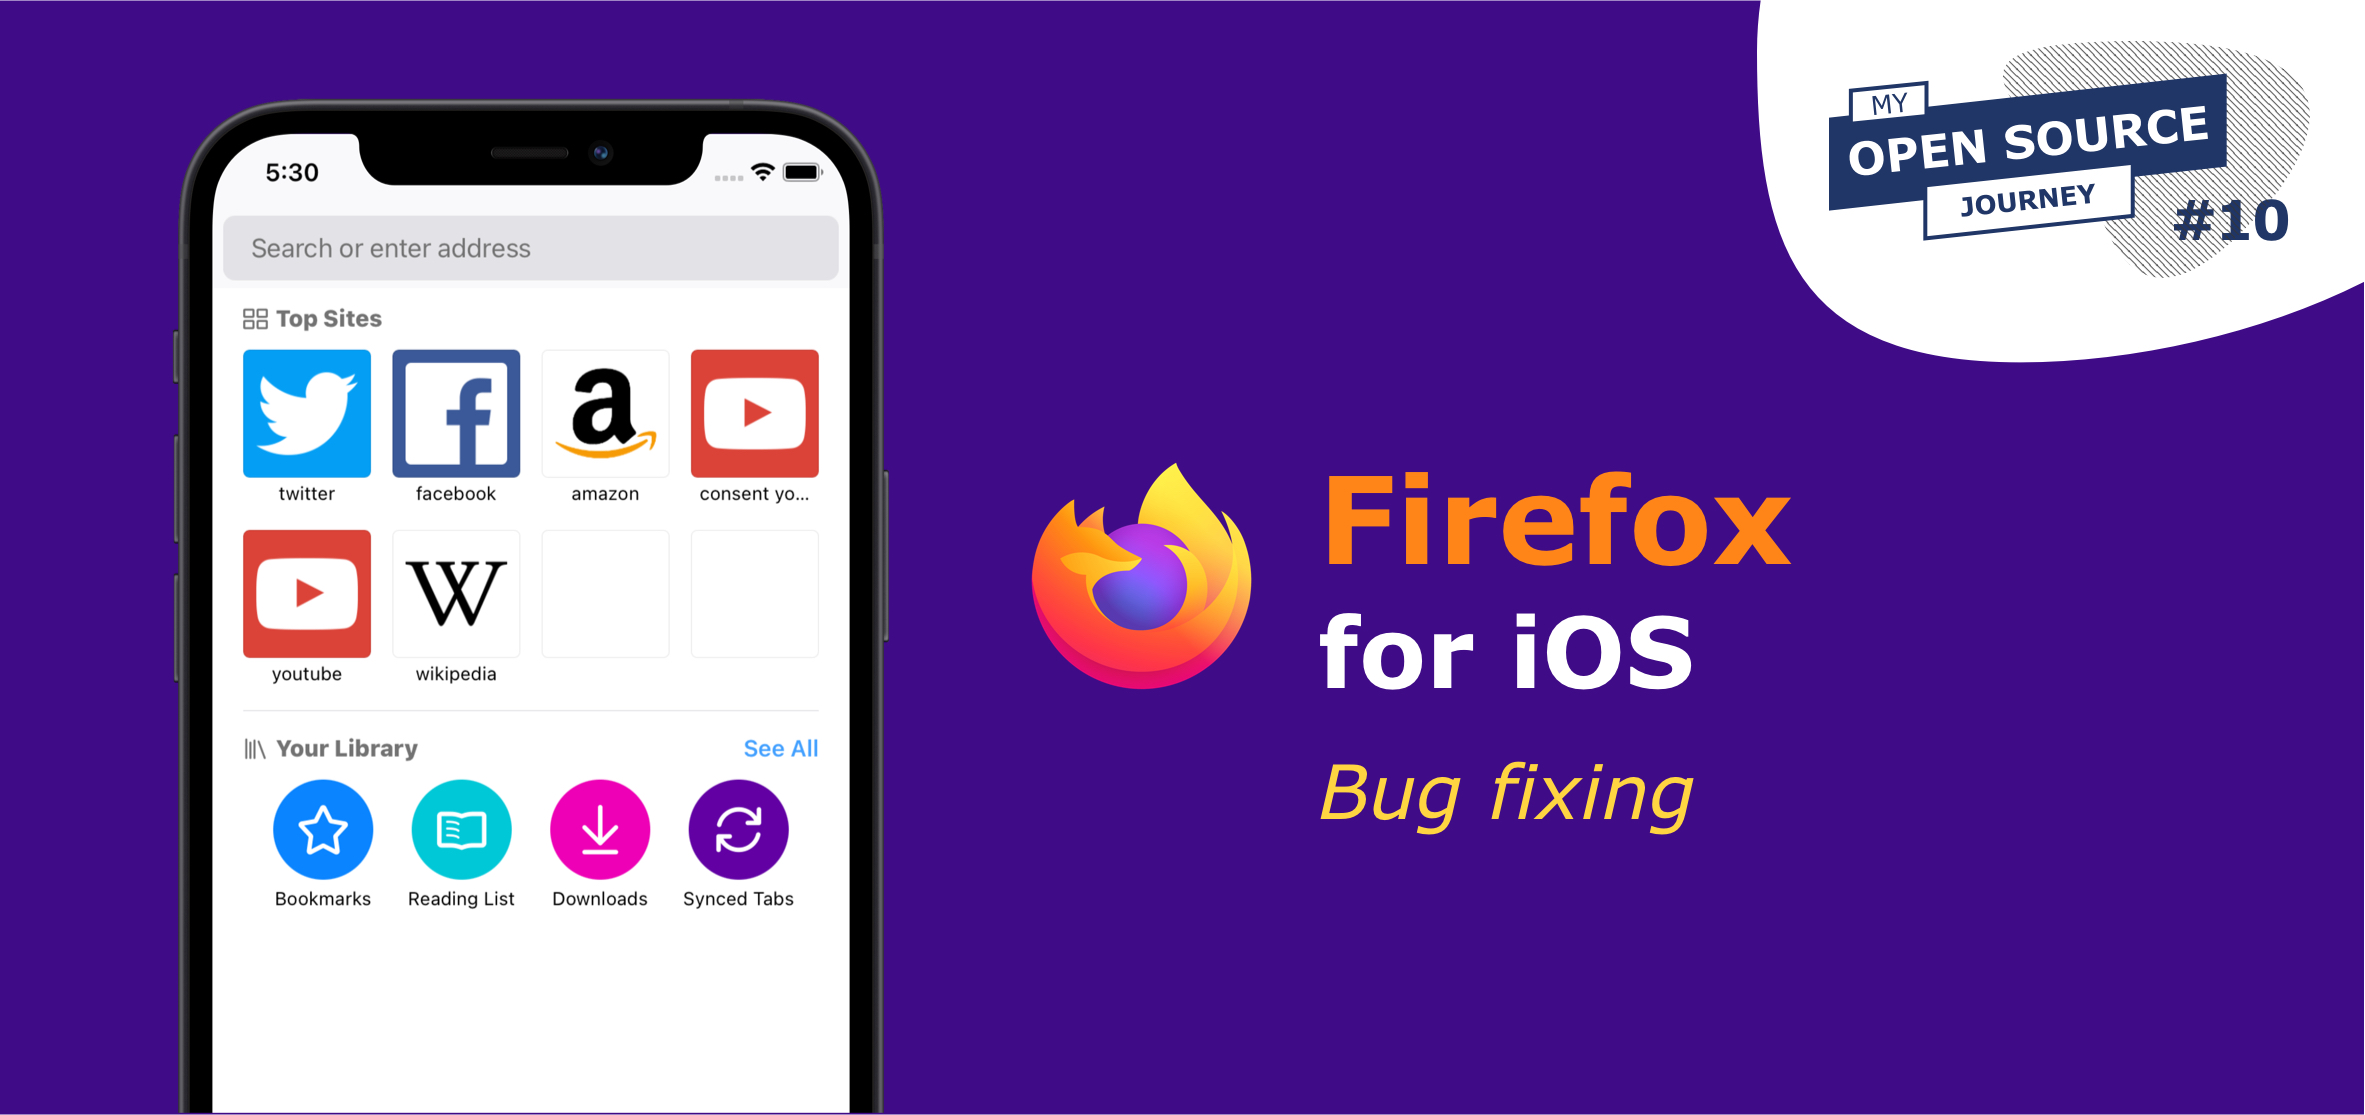 5:30
Search or enter address
Top Sites
twitter
facebook
amazon
consent yo...
youtube
wikipedia
Your Library
See All
Bookmarks
Reading List
Downloads
Synced Tabs
MY
OPEN SOURCE
JOURNEY
#10
Firefox
for iOS
Bug fixing